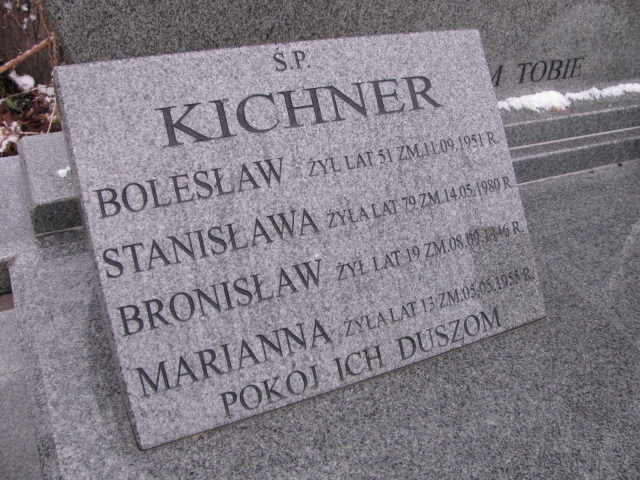 Ś.P.
KICHNER
BOLESŁAW ŻYŁ LAT 51 ZM.11.09.1951 R.
STANISŁAWA ŻYŁA LAT 79 ZM.14.05.1980 R.
BRONISŁAW ŻYŁ LAT 19 ZM.08.09.1946 R.
MARIANNA ŻYŁA LAT 13 ZM.05.05.1955 R.
POKÓJ ICH DUSZOM
TOBIE